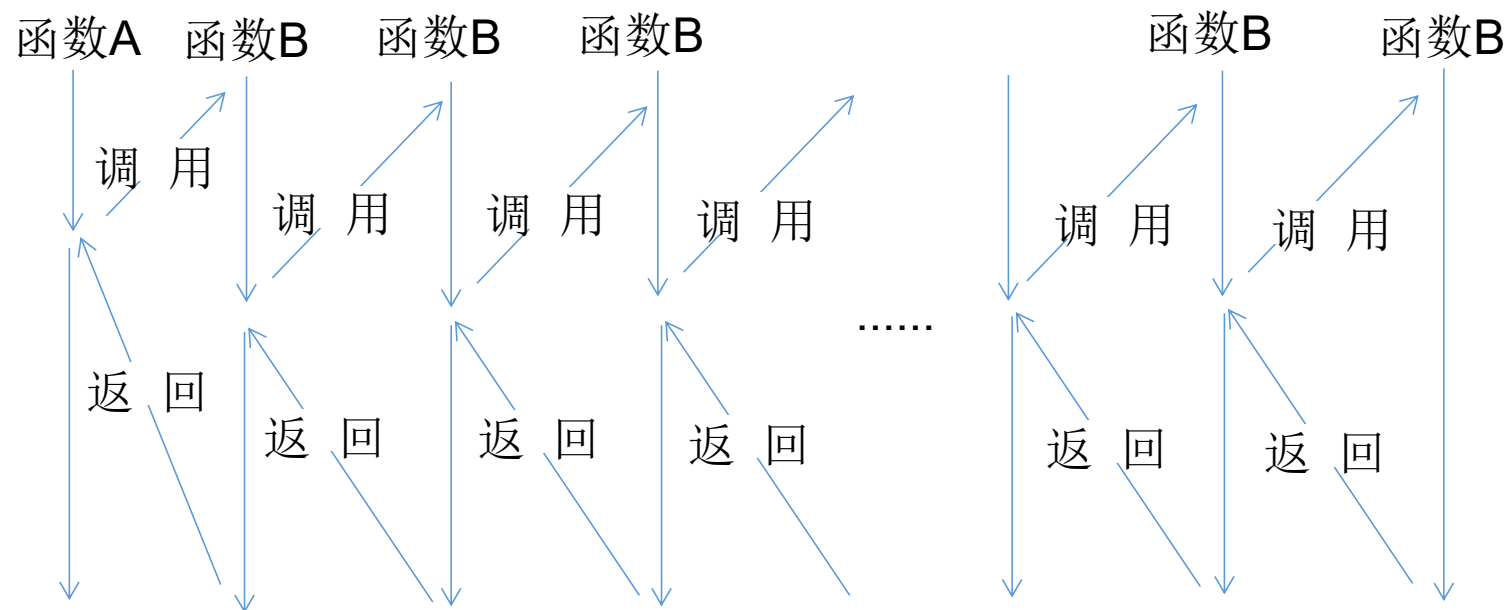 函数A 函数B 函数B 函数B 函数B 函数B
调 用 调 用 调 用 调 用 调 用 调 用
......
返 回 返 回 返 回 返 回 返 回 返 回